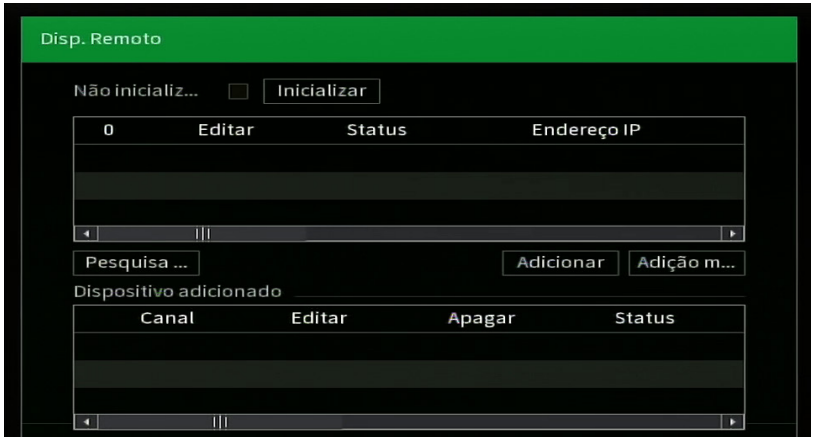 Disp. Remoto
Não inicializ... Inicializar
0 Editar Status Endereço IP
Pesquisa ... Adicionar Adição m...
Dispositivo adicionado
Canal Editar Apagar Status